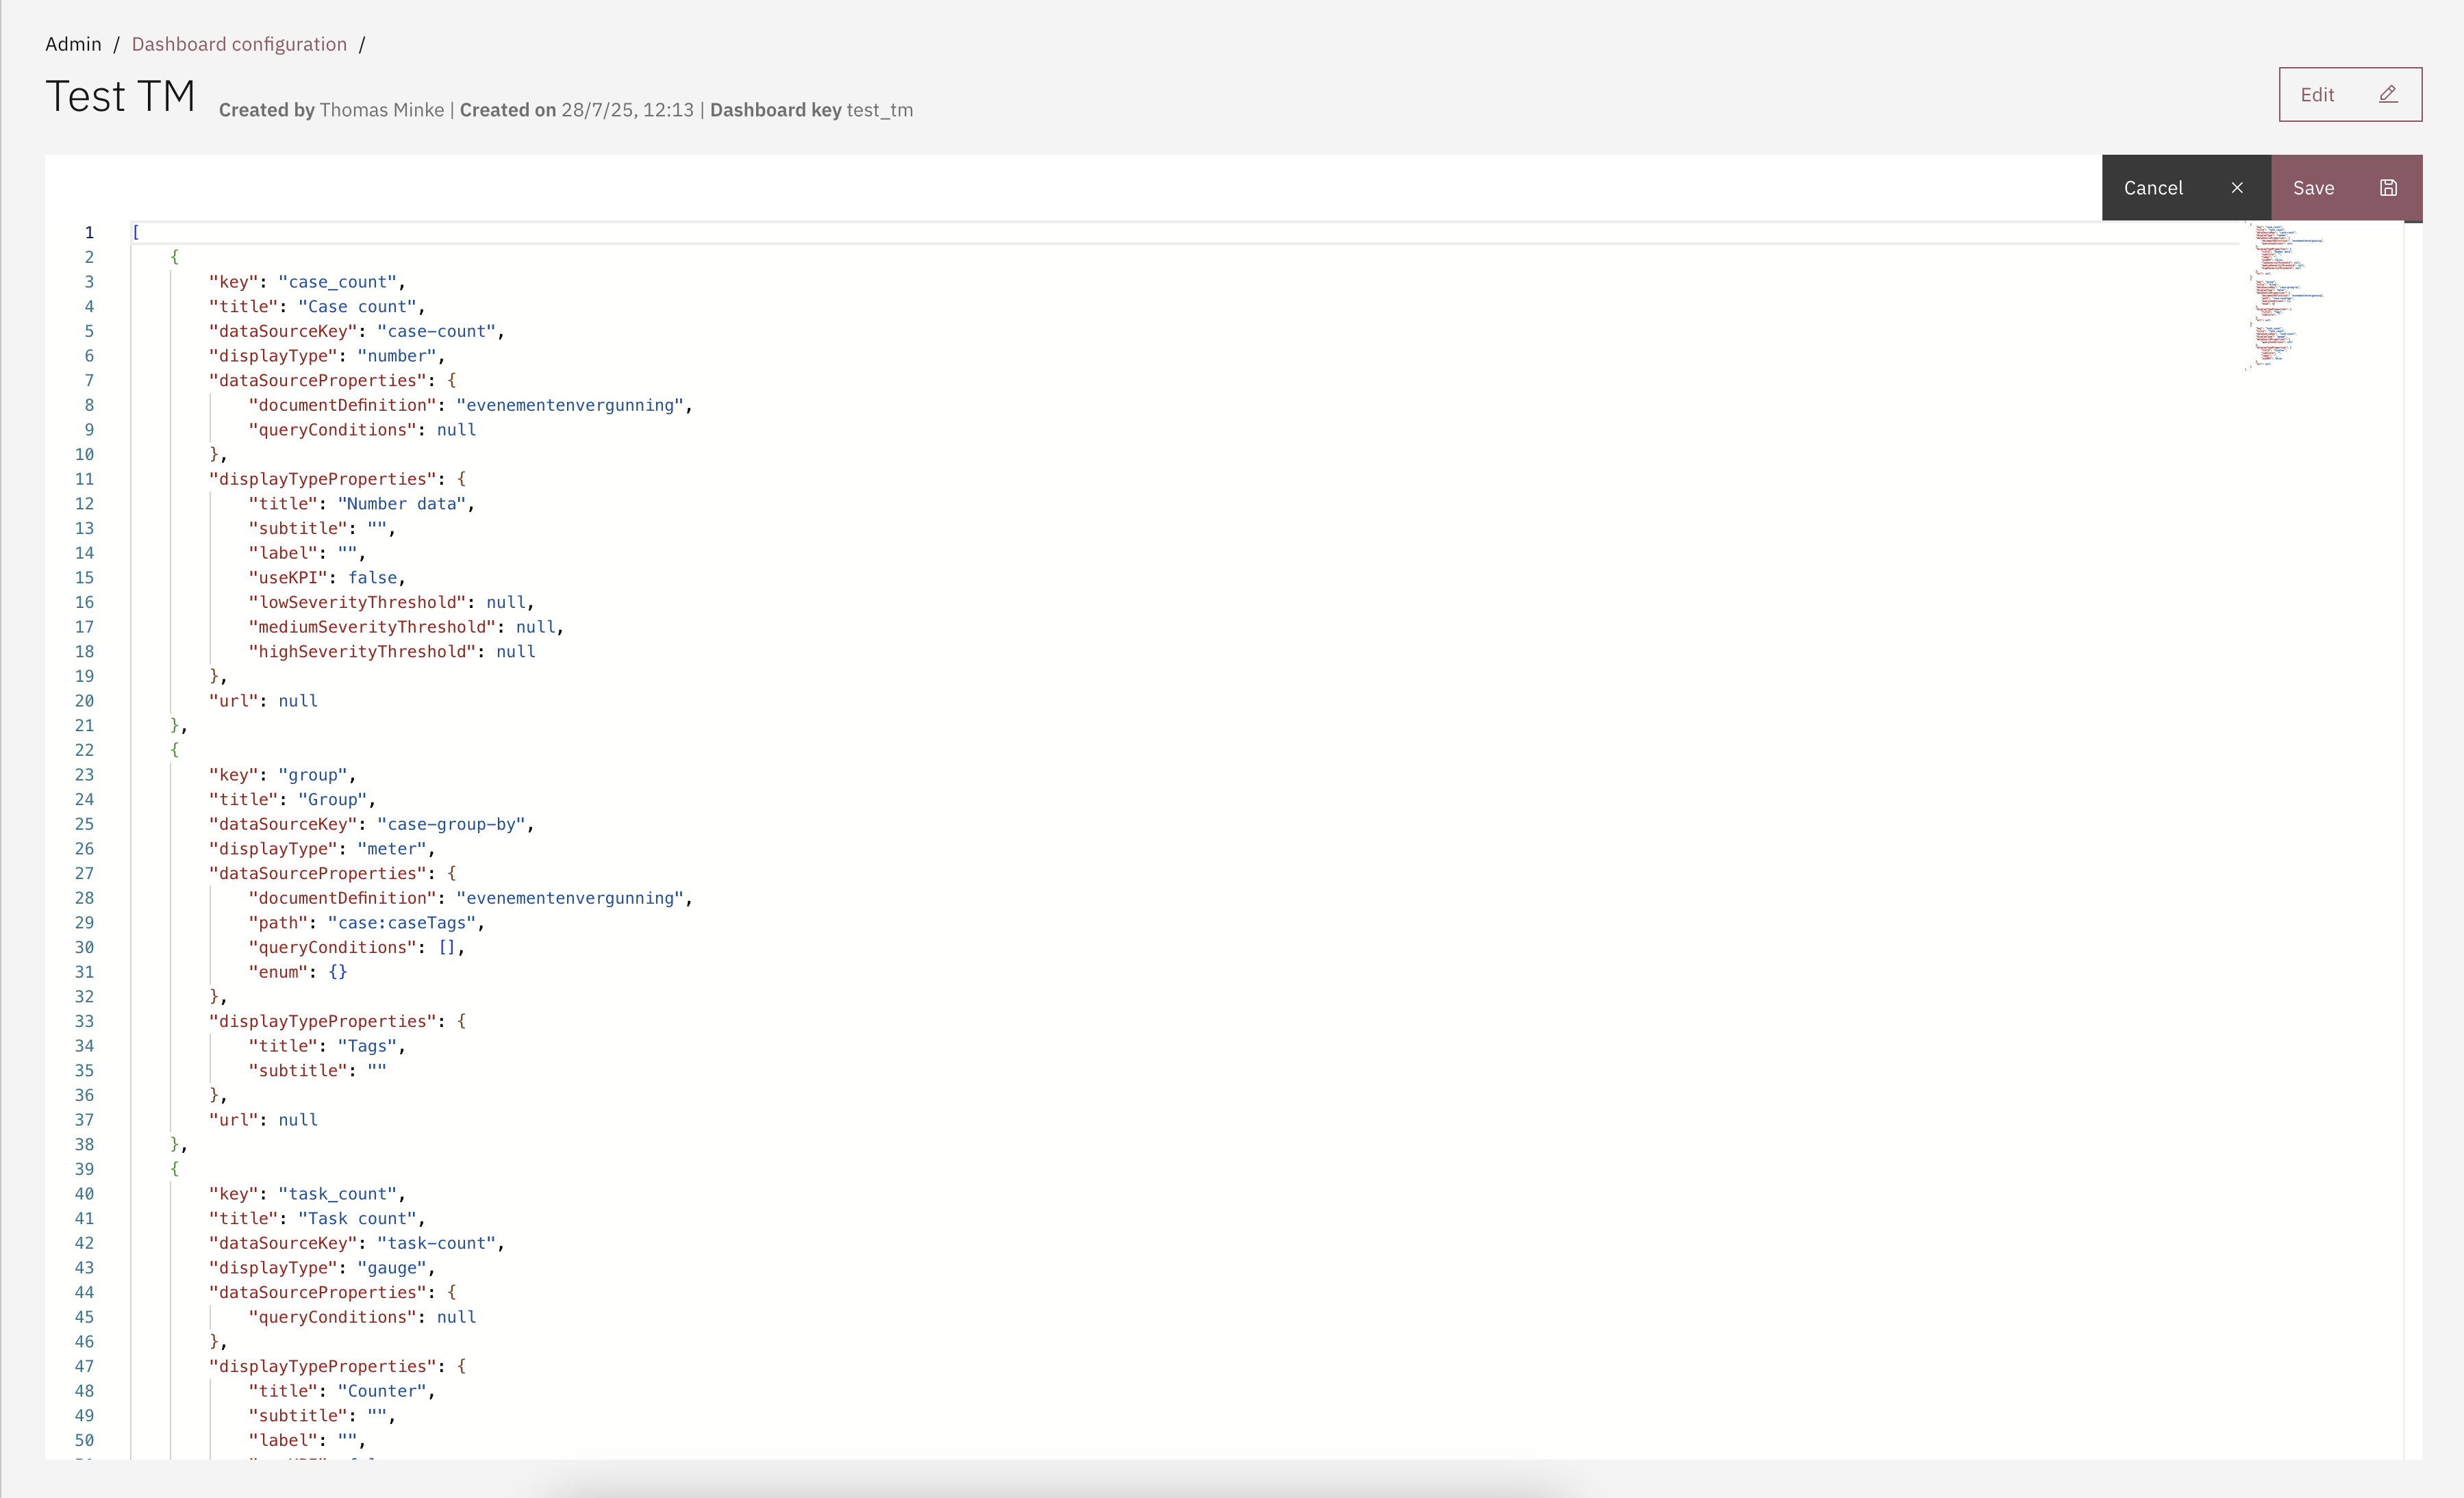 Admin / Dashboard configuration /
Test TM Created by Thomas Minke | Created on 28/7/25, 12:13 | Dashboard key test_tm
Edit
Cancel Save
1 [
2 {
3 "key": "case_count",
4 "title": "Case count",
5 "dataSourceKey": "case-count",
6 "displayType": "number",
7 "dataSourceProperties": {
8 "documentDefinition": "evenementenvergunning",
9 "queryConditions": null
10 },
11 "displayTypeProperties": {
12 "title": "Number data",
13 "subtitle": "",
14 "label": "",
15 "useKPI": false,
16 "lowSeverityThreshold": null,
17 "mediumSeverityThreshold": null,
18 "highSeverityThreshold": null
19 },
20 "url": null
21 },
22 {
23 "key": "group",
24 "title": "Group",
25 "dataSourceKey": "case-group-by",
26 "displayType": "meter",
27 "dataSourceProperties": {
28 "documentDefinition": "evenementenvergunning",
29 "path": "case:caseTags",
30 "queryConditions": [],
31 "enum": {}
32 },
33 "displayTypeProperties": {
34 "title": "Tags",
35 "subtitle": ""
36 },
37 "url": null
38 },
39 {
40 "key": "task_count",
41 "title": "Task count",
42 "dataSourceKey": "task-count",
43 "displayType": "gauge",
44 "dataSourceProperties": {
45 "queryConditions": null
46 },
47 "displayTypeProperties": {
48 "title": "Counter",
49 "subtitle": "",
50 "label": "",